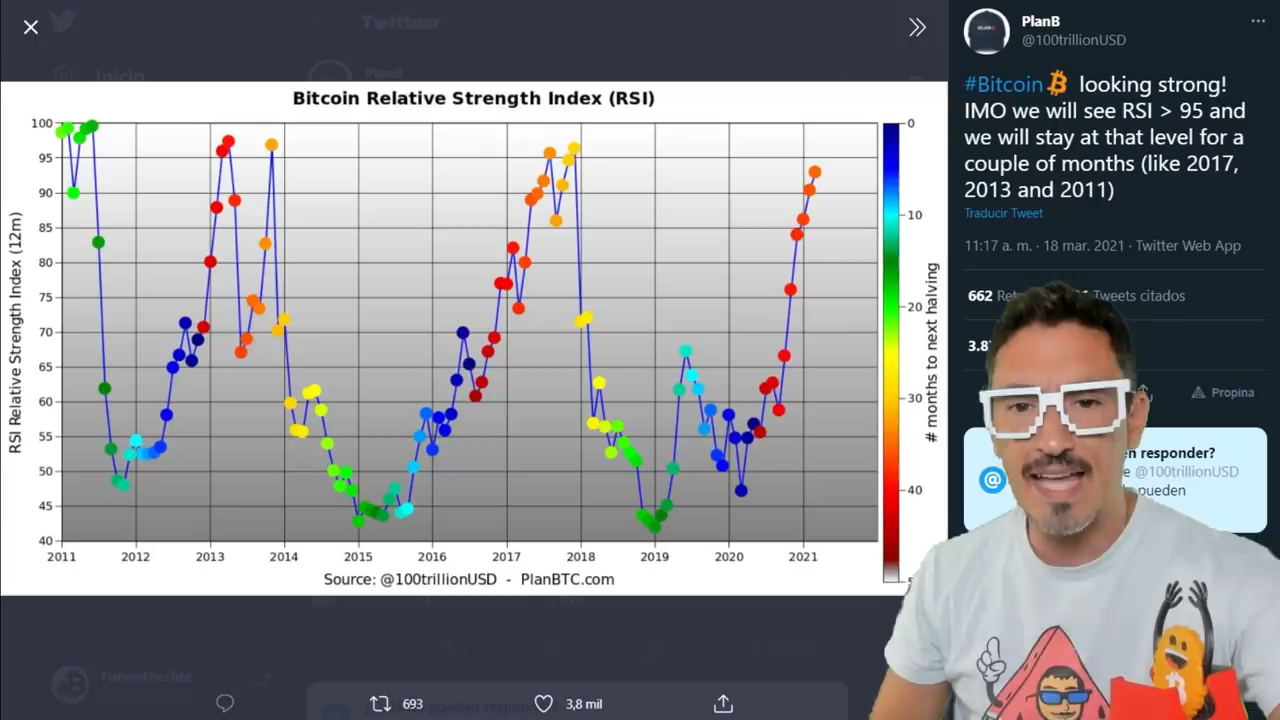 Twitter
Inicio
PlanB
Bitcoin Relative Strength Index (RSI)
RSI Relative Strength Index (12m)
100
95
90
85
80
75
70
65
60
55
50
45
40
2011
2012
2013
2014
2015
2016
2017
2018
2019
2020
2021
Source: @100trillionUSD - PlanBTC.com
# months to next halving
0
10
20
30
40
693
3,8 mil
PlanB
@100trillionUSD
#Bitcoin looking strong!
IMO we will see RSI > 95 and
we will stay at that level for a
couple of months (like 2017,
2013 and 2011)
Traducir Tweet
11:17 a. m. · 18 mar. 2021 · Twitter Web App
662
Tweets citados
Propina
responder?
@100trillionUSD
pueden